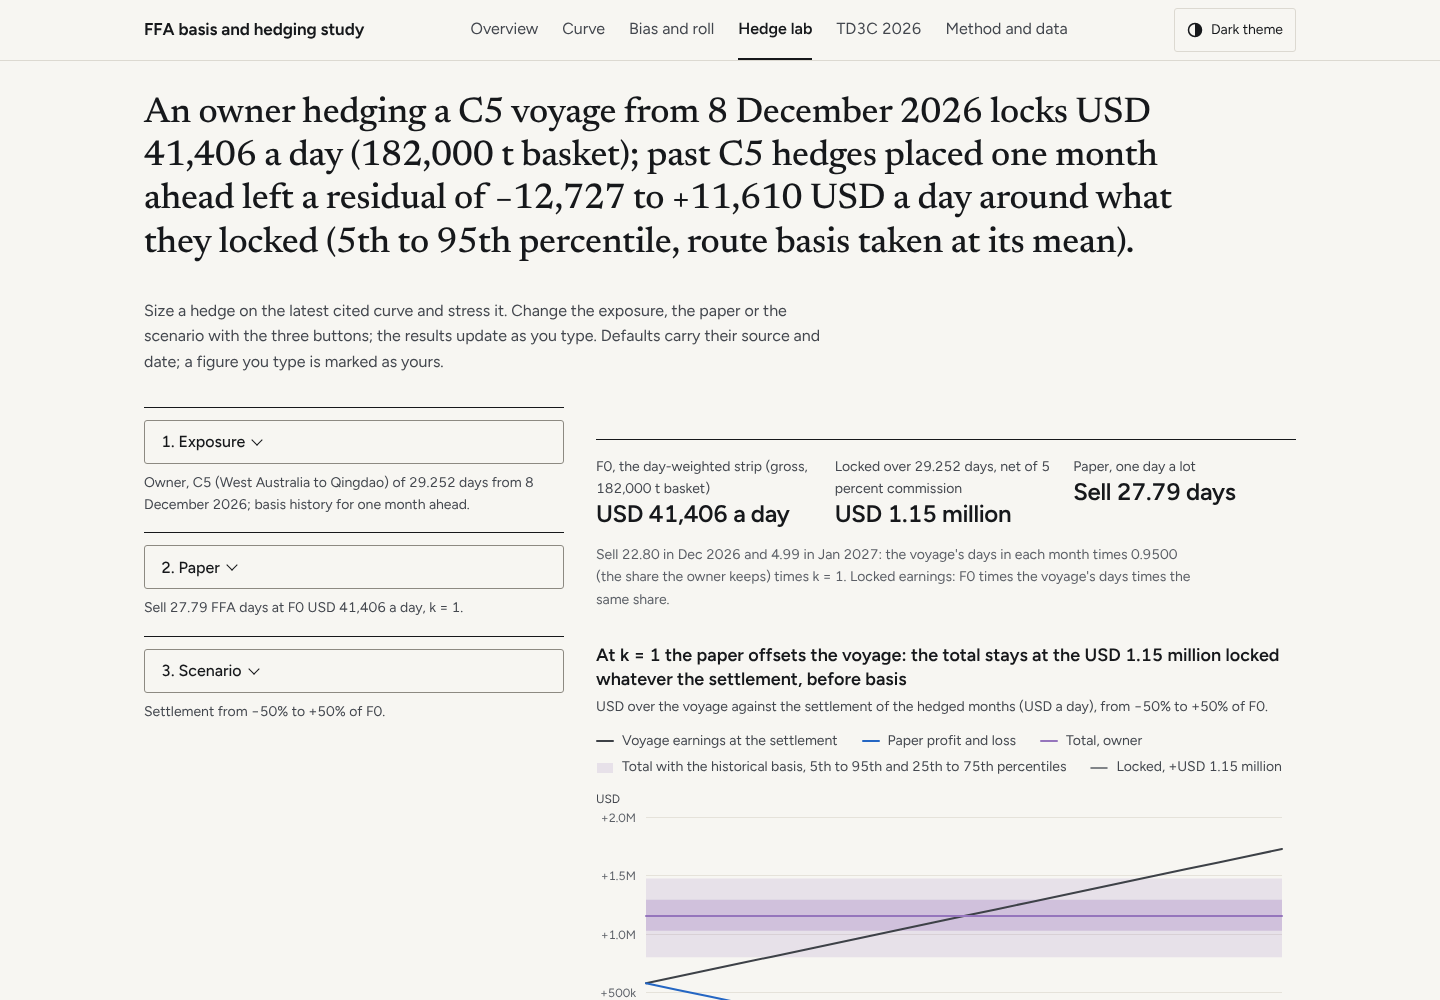 FFA basis and hedging study
Overview
Curve
Bias and roll
Hedge lab
TD3C 2026
Method and data
Dark theme
An owner hedging a C5 voyage from 8 December 2026 locks USD
41,406 a day (182,000 t basket); past C5 hedges placed one month
ahead left a residual of −12,727 to +11,610 USD a day around what
they locked (5th to 95th percentile, route basis taken at its mean).
Size a hedge on the latest cited curve and stress it. Change the exposure, the paper or the
scenario with the three buttons; the results update as you type. Defaults carry their source and
date; a figure you type is marked as yours.
1. Exposure
Owner, C5 (West Australia to Qingdao) of 29.252 days from 8
December 2026; basis history for one month ahead.
2. Paper
Sell 27.79 FFA days at F0 USD 41,406 a day, k = 1.
3. Scenario
Settlement from −50% to +50% of F0.
F0, the day-weighted strip (gross,
182,000 t basket)
USD 41,406 a day
Locked over 29.252 days, net of 5
percent commission
USD 1.15 million
Paper, one day a lot
Sell 27.79 days
Sell 22.80 in Dec 2026 and 4.99 in Jan 2027: the voyage's days in each month times 0.9500
(the share the owner keeps) times k = 1. Locked earnings: F0 times the voyage's days times the
same share.
At k = 1 the paper offsets the voyage: the total stays at the USD 1.15 million locked
whatever the settlement, before basis
USD over the voyage against the settlement of the hedged months (USD a day), from −50% to +50% of F0.
Voyage earnings at the settlement
Paper profit and loss
Total, owner
Total with the historical basis, 5th to 95th and 25th to 75th percentiles
Locked, +USD 1.15 million
USD
+2.0M
+1.5M
+1.0M
+500k